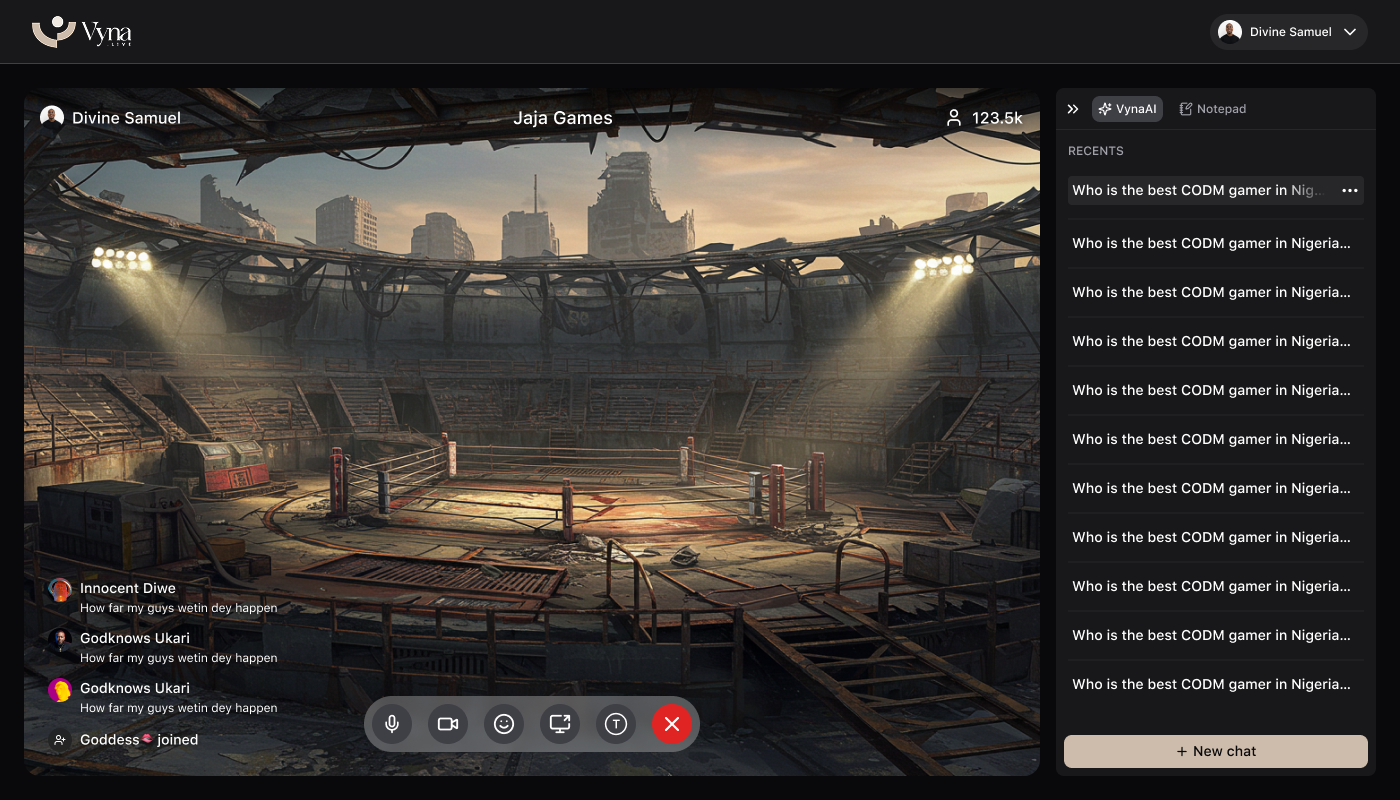 Vyna
.LIVE
Divine Samuel
Divine Samuel
Jaja Games
123.5k
VynaAI
Notepad
RECENTS
Who is the best CODM gamer in Nig...
Who is the best CODM gamer in Nigeria...
Who is the best CODM gamer in Nigeria...
Who is the best CODM gamer in Nigeria...
Who is the best CODM gamer in Nigeria...
Who is the best CODM gamer in Nigeria...
Who is the best CODM gamer in Nigeria...
Who is the best CODM gamer in Nigeria...
Who is the best CODM gamer in Nigeria...
Who is the best CODM gamer in Nigeria...
Who is the best CODM gamer in Nigeria...
Innocent Diwe
How far my guys wetin dey happen
Godknows Ukari
How far my guys wetin dey happen
Godknows Ukari
How far my guys wetin dey happen
Goddess🫦 joined
T
+ New chat